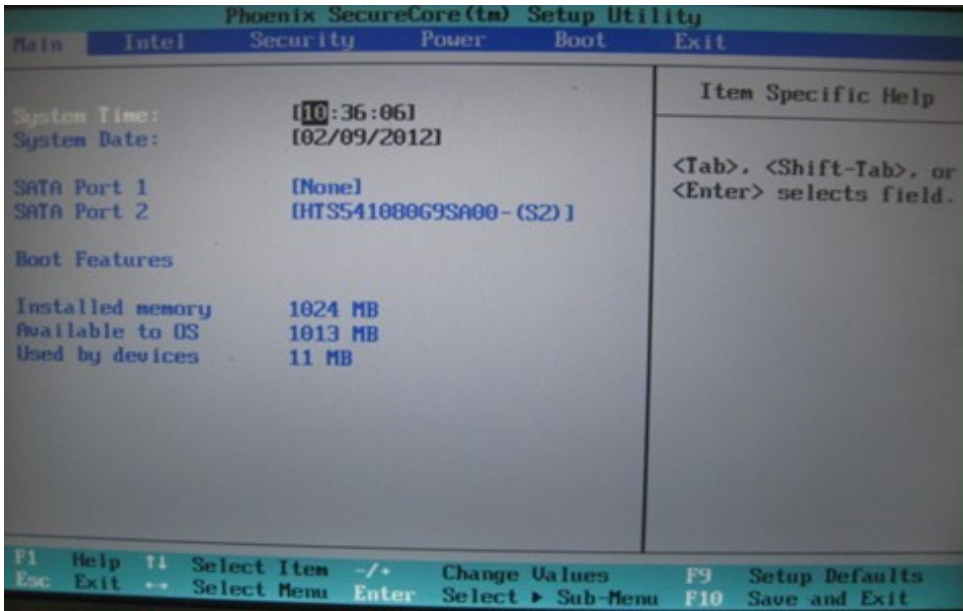 Phoenix SecureCore(tm) Setup Utility
Main Intel Security Power Boot Exit
Item Specific Help
System Time: [10:36:06]
System Date: [02/09/2012]
<Tab>, <Shift-Tab>, or
<Enter> selects field.
SATA Port 1 [None]
SATA Port 2 [HTS541080G9SA00-(S2)]
Boot Features
Installed memory 1024 MB
Available to OS 1013 MB
Used by devices 11 MB
F1 Help ↑↓ Select Item -/+ Change Values F9 Setup Defaults
Esc Exit ↔ Select Menu Enter Select ▶ Sub-Menu F10 Save and Exit